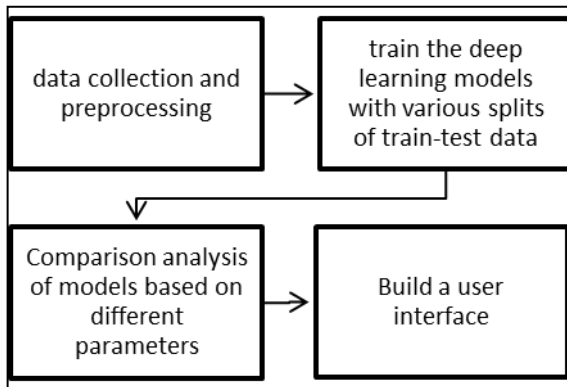 data collection and
preprocessing
train the deep
learning models
with various splits
of train-test data
Comparison analysis
of models based on
different
parameters
Build a user
interface